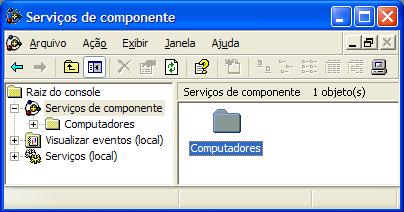 Serviços de componente
Arquivo Ação Exibir Janela Ajuda
Raiz do console
Serviços de componente
Computadores
Visualizar eventos (local)
Serviços (local)
Serviços de componente 1 objeto(s)
Computadores